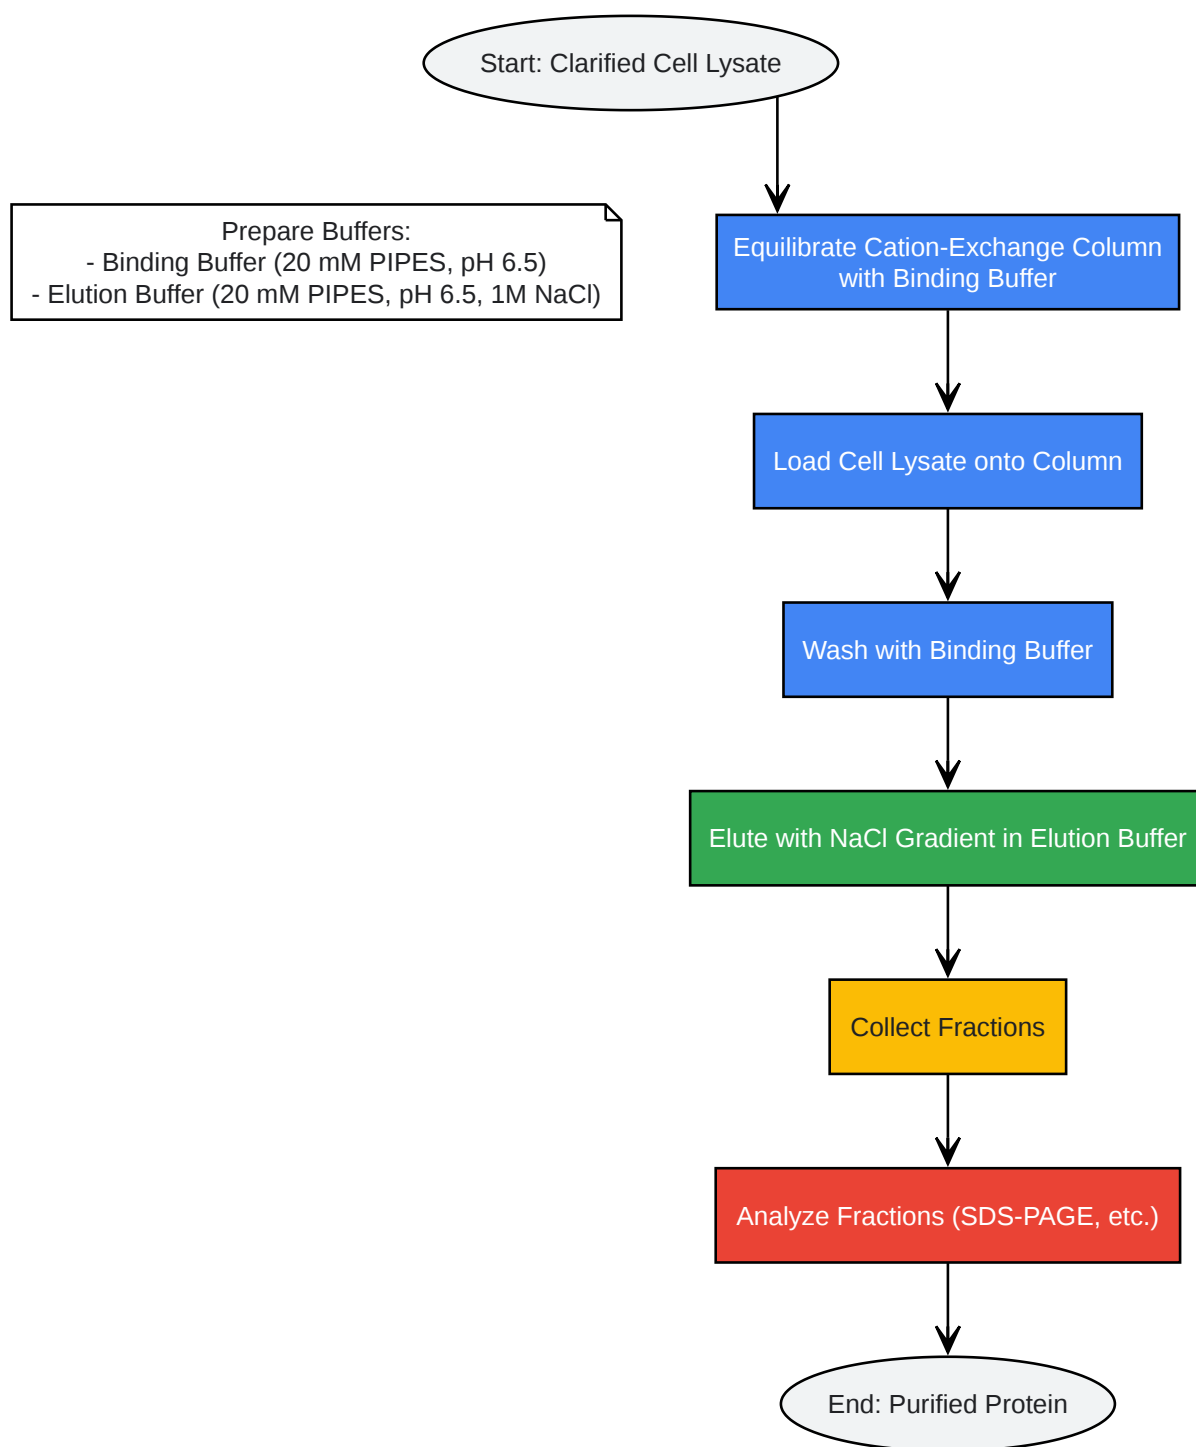 Start: Clarified Cell Lysate
Prepare Buffers:
- Binding Buffer (20 mM PIPES, pH 6.5)
- Elution Buffer (20 mM PIPES, pH 6.5, 1M NaCl)
Equilibrate Cation-Exchange Column
with Binding Buffer
Load Cell Lysate onto Column
Wash with Binding Buffer
Elute with NaCl Gradient in Elution Buffer
Collect Fractions
Analyze Fractions (SDS-PAGE, etc.)
End: Purified Protein